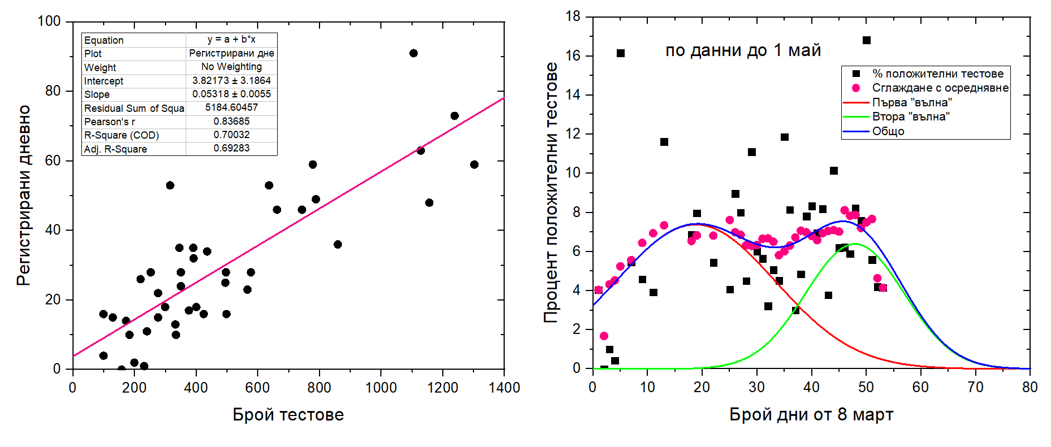 Equation y = a + b*x
Plot Регистрирани дне
Weight No Weighting
Intercept 3.82173 ± 3.1864
Slope 0.05318 ± 0.0055
Residual Sum of Squa 5184.60457
Pearson's r 0.83685
R-Square (COD) 0.70032
Adj. R-Square 0.69283
Регистрирани дневно
100
80
60
40
20
0
0 200 400 600 800 1000 1200 1400
Брой тестове
по данни до 1 май
% положителни тестове
Сглаждане с осредняване
Първа "вълна"
Втора "вълна"
Общо
Процент положителни тестове
18
16
14
12
10
8
6
4
2
0
0 10 20 30 40 50 60 70 80
Брой дни от 8 март